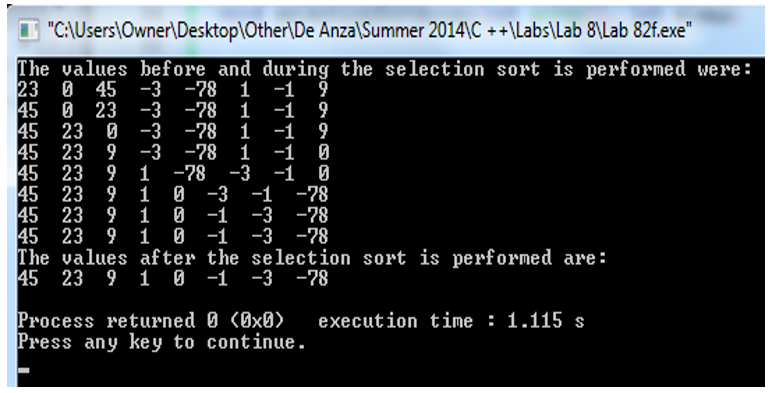 "C:\Users\Owner\Desktop\Other\De Anza\Summer 2014\C ++\Labs\Lab 8\Lab 82f.exe"
The values before and during the selection sort is performed were:
23 0 45 -3 -78 1 -1 9
45 0 23 -3 -78 1 -1 9
45 23 0 -3 -78 1 -1 9
45 23 9 -3 -78 1 -1 0
45 23 9 1 -78 -3 -1 0
45 23 9 1 0 -3 -1 -78
45 23 9 1 0 -1 -3 -78
45 23 9 1 0 -1 -3 -78
The values after the selection sort is performed are:
45 23 9 1 0 -1 -3 -78
Process returned 0 (0x0) execution time : 1.115 s
Press any key to continue.